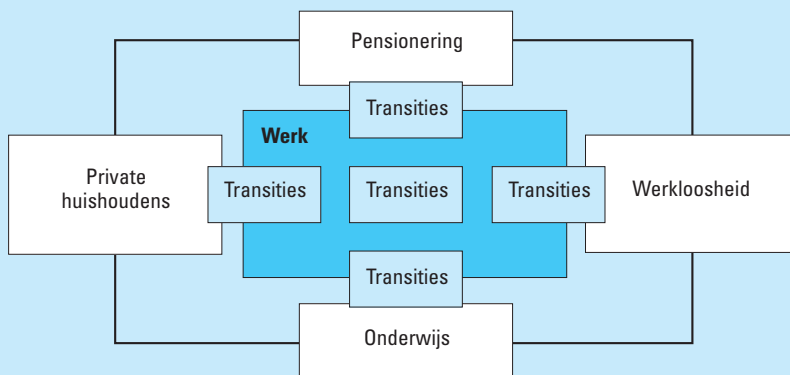 Pensionering
Transities
Werk
Private
huishoudens
Transities
Transities
Transities
Werkloosheid
Transities
Onderwijs